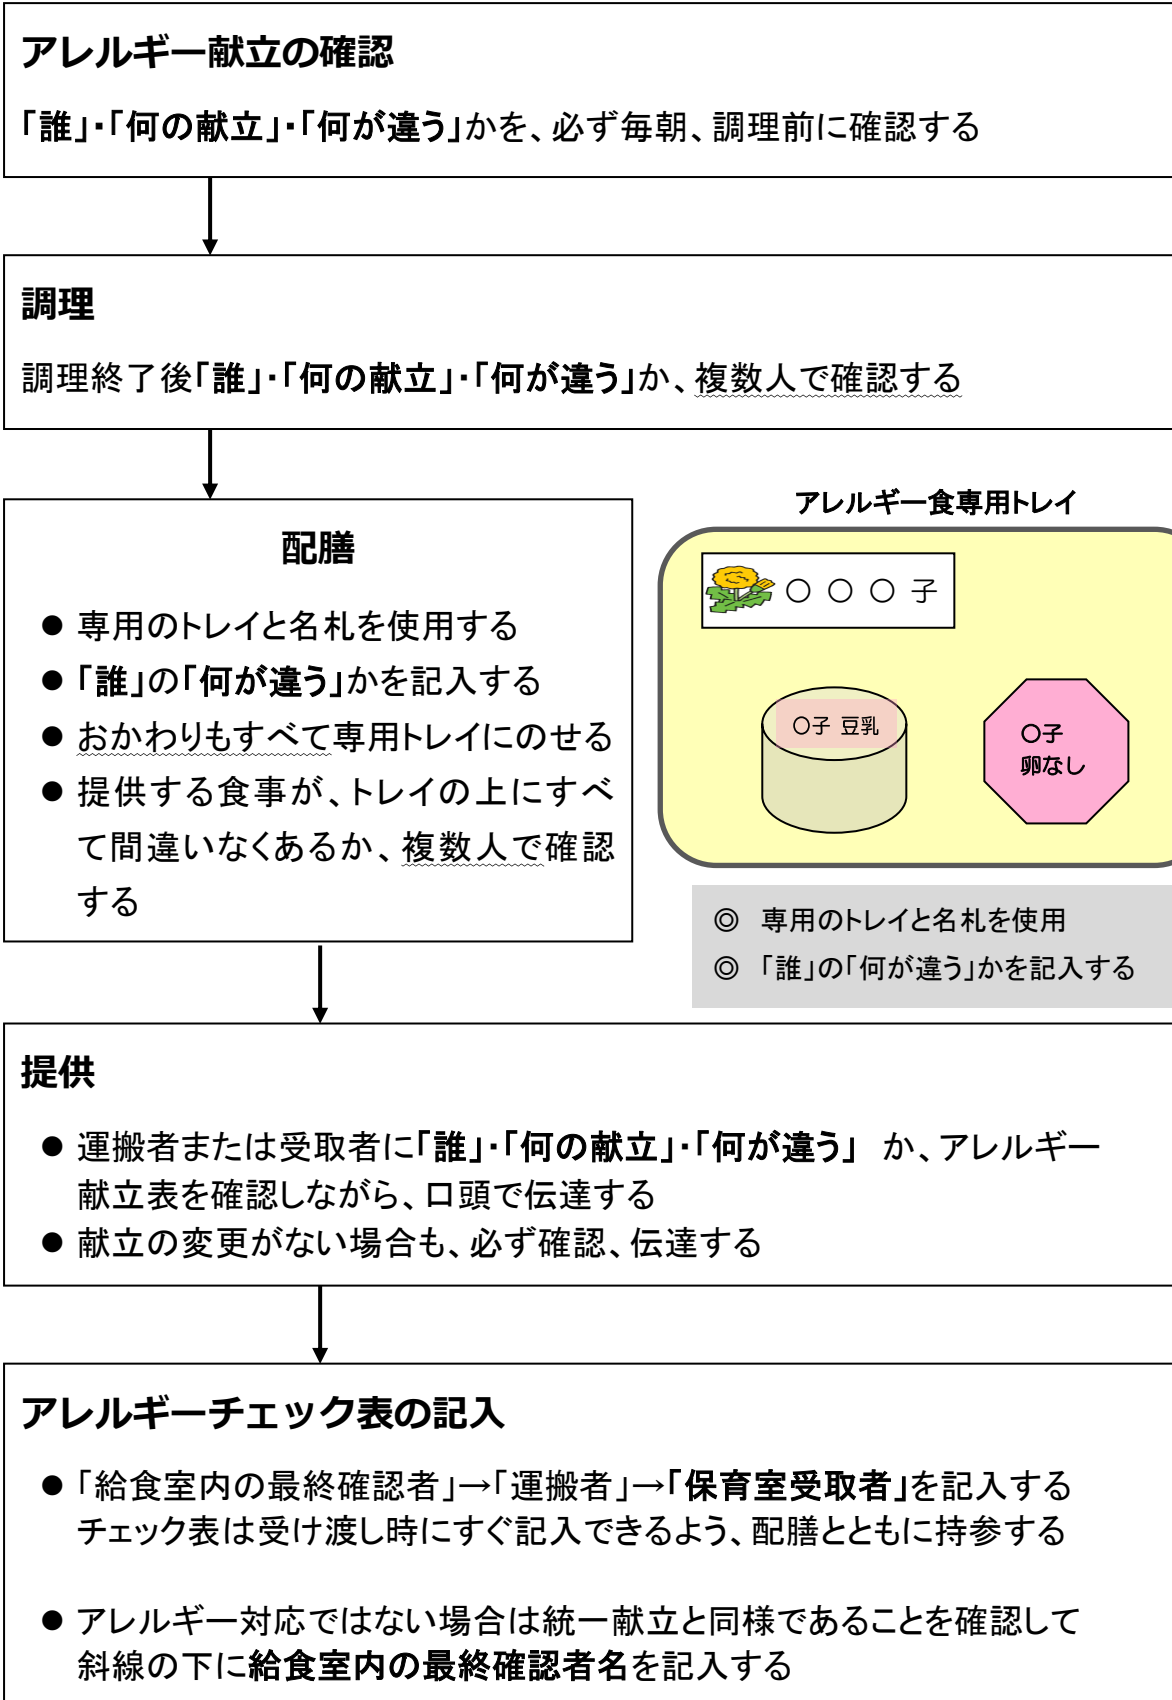 アレルギー献立の確認
「誰」・「何の献立」・「何が違う」かを、必ず毎朝、調理前に確認する
調理
調理終了後「誰」・「何の献立」・「何が違う」か、複数人で確認する
配膳
● 専用のトレイと名札を使用する
● 「誰」の「何が違う」かを記入する
● おかわりもすべて専用トレイにのせる
● 提供する食事が、トレイの上にすべ
て間違いなくあるか、複数人で確認
する
アレルギー食専用トレイ
〇 〇 〇 子
〇子 豆乳
〇子
卵なし
◎ 専用のトレイと名札を使用
◎ 「誰」の「何が違う」かを記入する
提供
● 運搬者または受取者に「誰」・「何の献立」・「何が違う」 か、アレルギー
献立表を確認しながら、口頭で伝達する
● 献立の変更がない場合も、必ず確認、伝達する
アレルギーチェック表の記入
● 「給食室内の最終確認者」→「運搬者」→「保育室受取者」を記入する
チェック表は受け渡し時にすぐ記入できるよう、配膳とともに持参する
● アレルギー対応ではない場合は統一献立と同様であることを確認して
斜線の下に給食室内の最終確認者名を記入する